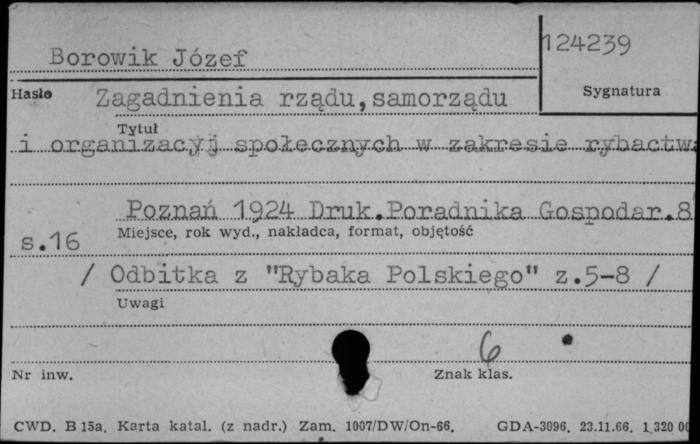 Borowik Józef
124239
Hasło
Zagadnienia rządu, samorządu
Sygnatura
Tytuł
i organizacyj społecznych w zakresie rybactw
Poznań 1924 Druk. Poradnika Gospodar. 8
s.16
Miejsce, rok wyd., nakładca, format, objętość
/ Odbitka z "Rybaka Polskiego" z.5-8 /
Uwagi
6
Nr inw.
Znak klas.
CWD. B 15a. Karta katal. (z nadr.) Zam. 1007/DW/On-66. GDA-3096. 23.11.66. 1.320 00